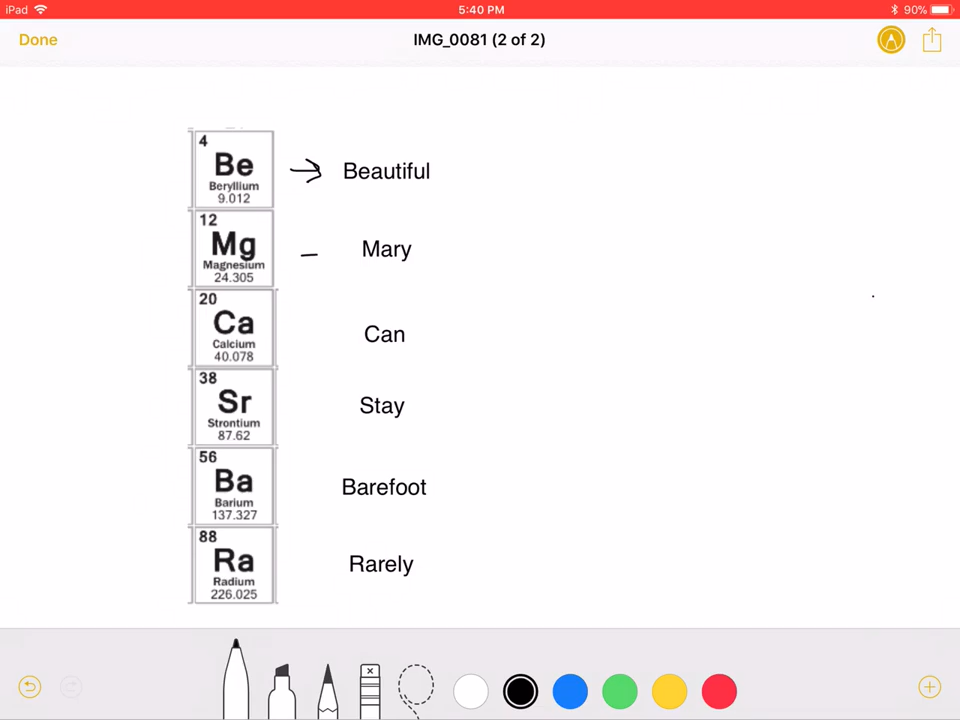 iPad 5:40 PM 90%
Done IMG_0081 (2 of 2)
4
Be
Beryllium
9.012
Beautiful
12
Mg
Magnesium
24.305
Mary
20
Ca
Calcium
40.078
Can
38
Sr
Strontium
87.62
Stay
56
Ba
Barium
137.327
Barefoot
88
Ra
Radium
226.025
Rarely